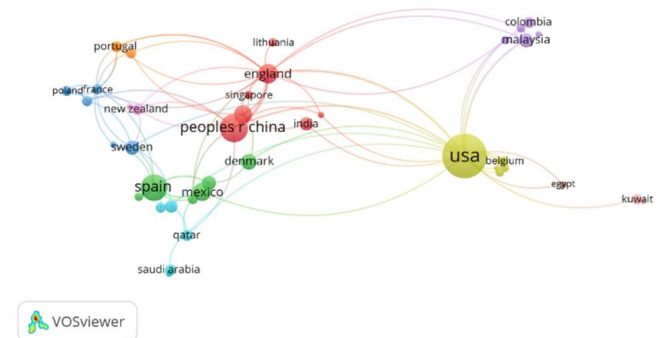 colombia
malaysia
portugal
lithuania
england
poland
france
singapore
new zealand
peoples r china
india
sweden
denmark
usa
belgium
spain
mexico
egypt
kuwait
qatar
saudi arabia
VOSviewer